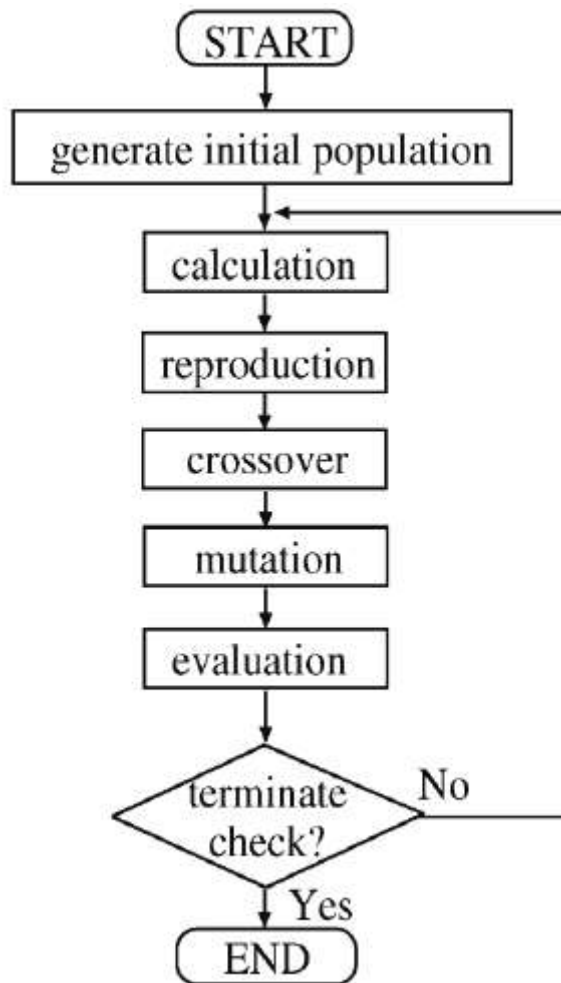 START
generate initial population
calculation
reproduction
crossover
mutation
evaluation
terminate
check?
No
Yes
END